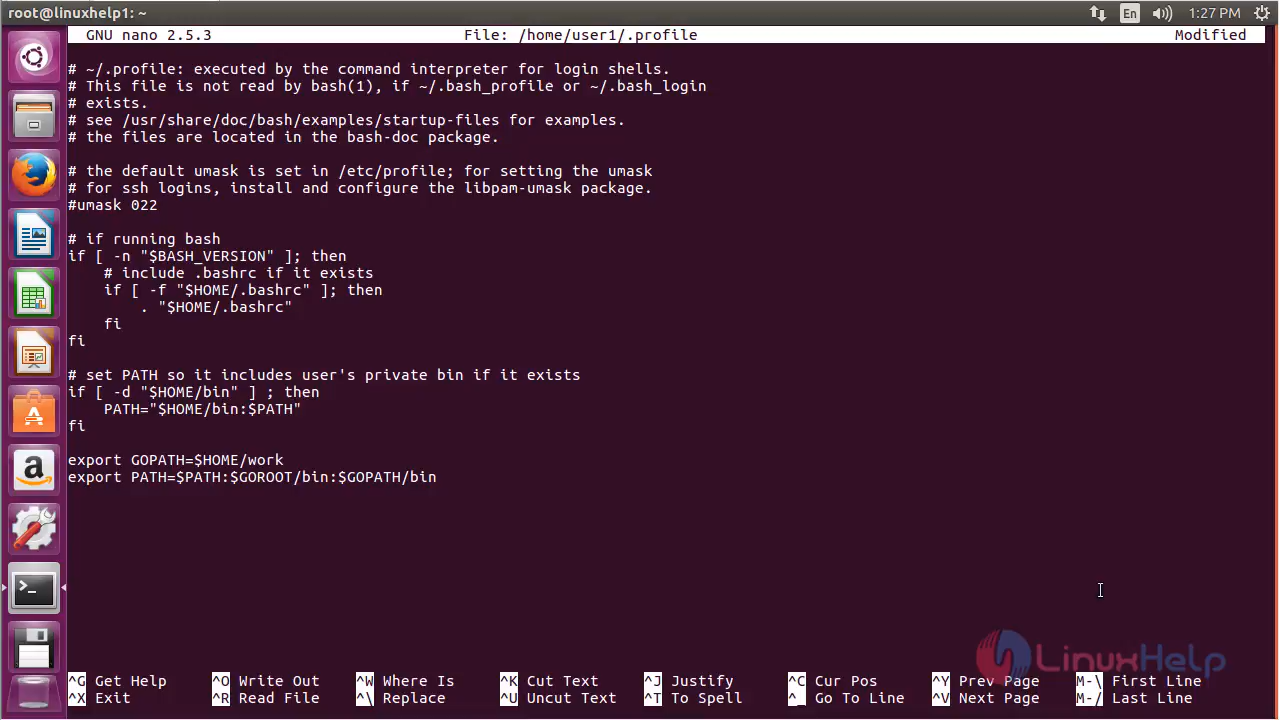 root@linuxhelp1: ~
En
1:27 PM
GNU nano 2.5.3 File: /home/user1/.profile Modified
# ~/.profile: executed by the command interpreter for login shells.
# This file is not read by bash(1), if ~/.bash_profile or ~/.bash_login
# exists.
# see /usr/share/doc/bash/examples/startup-files for examples.
# the files are located in the bash-doc package.
# the default umask is set in /etc/profile; for setting the umask
# for ssh logins, install and configure the libpam-umask package.
#umask 022
# if running bash
if [ -n "$BASH_VERSION" ]; then
    # include .bashrc if it exists
    if [ -f "$HOME/.bashrc" ]; then
        . "$HOME/.bashrc"
    fi
fi
# set PATH so it includes user's private bin if it exists
if [ -d "$HOME/bin" ] ; then
    PATH="$HOME/bin:$PATH"
fi
export GOPATH=$HOME/work
export PATH=$PATH:$GOROOT/bin:$GOPATH/bin
LinuxHelp
^G Get Help ^O Write Out ^W Where Is ^K Cut Text ^J Justify ^C Cur Pos ^Y Prev Page M-\ First Line
^X Exit ^R Read File ^\ Replace ^U Uncut Text ^T To Spell ^_ Go To Line ^V Next Page M-/ Last Line